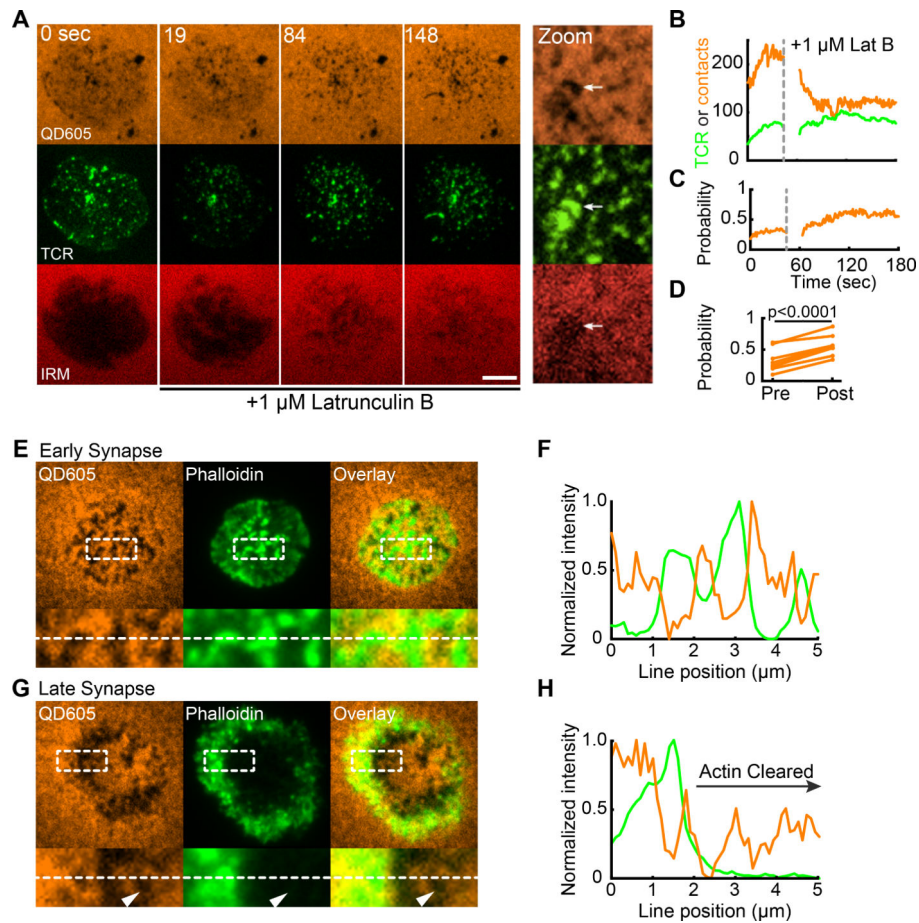 A
0 sec 19 84 148 Zoom
QD605
TCR
IRM
+1 µM Latrunculin B
B
+1 µM Lat B
TCR or contacts
200
100
0
C
Probability
1
0.5
0
0 60 120 180
Time (sec)
D
p<0.0001
Probability
1
0.5
0
Pre Post
E Early Synapse
QD605 Phalloidin Overlay
F
Normalized intensity
1.0
0.5
0
0 1 2 3 4 5
Line position (µm)
G Late Synapse
QD605 Phalloidin Overlay
H
Actin Cleared
Normalized intensity
1.0
0.5
0
0 1 2 3 4 5
Line position (µm)